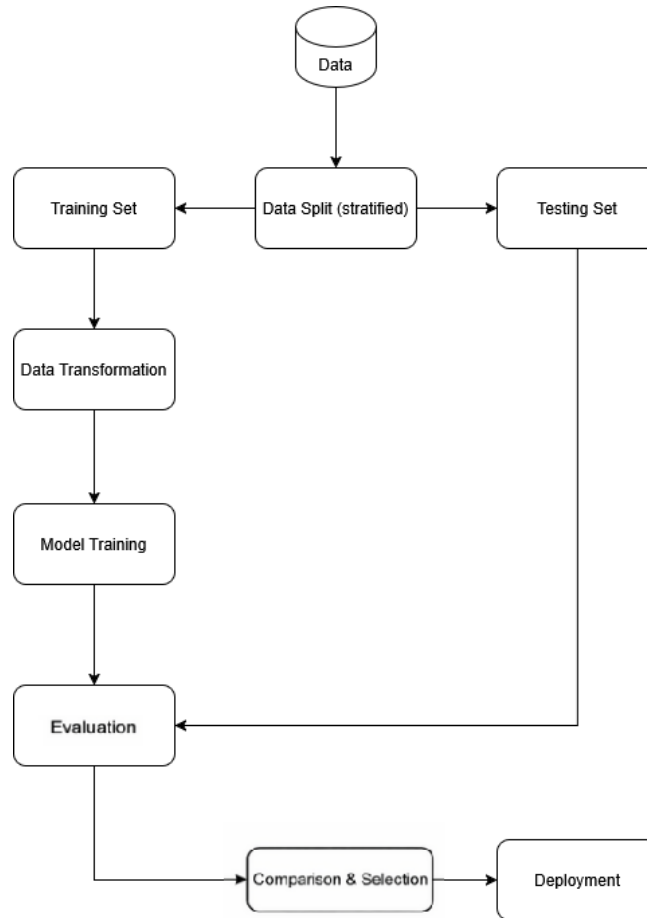 Data
Training Set
Data Split (stratified)
Testing Set
Data Transformation
Model Training
Evaluation
Comparison & Selection
Deployment